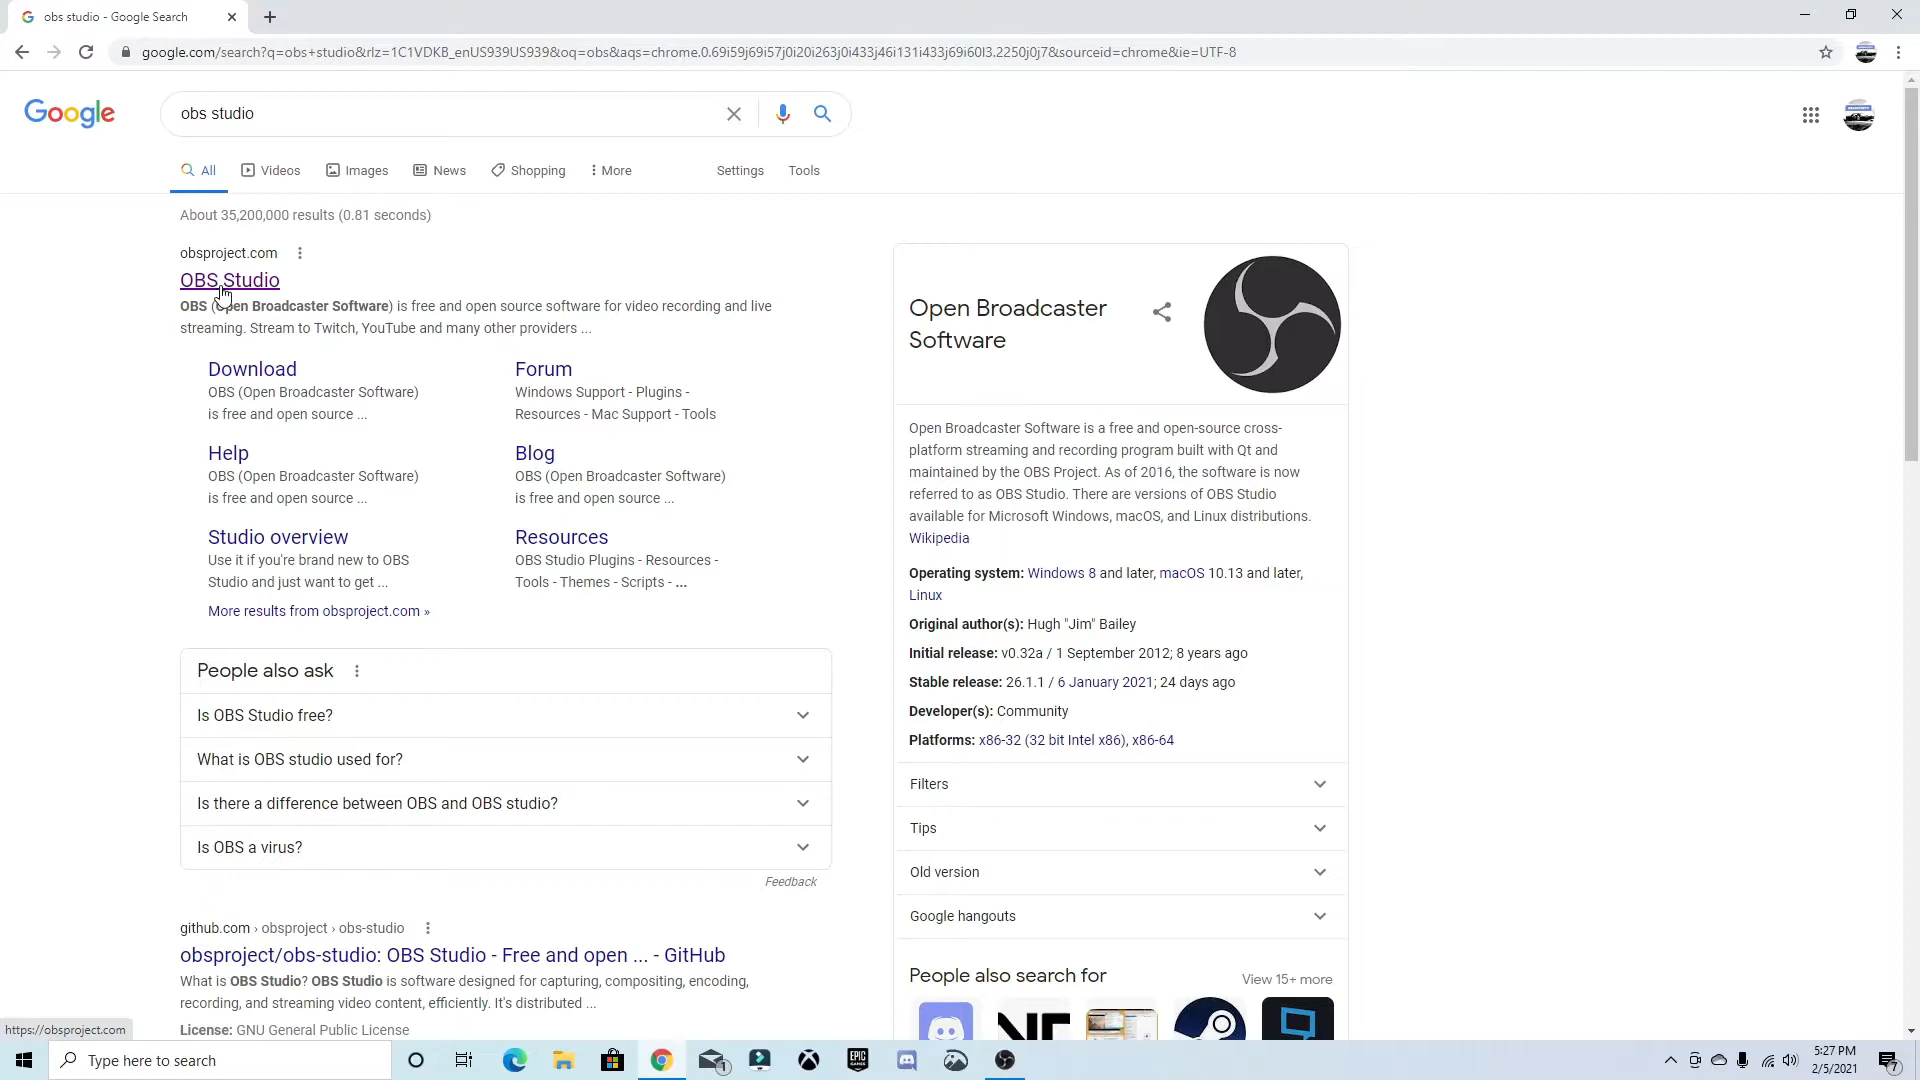 obs studio - Google Search
google.com/search?q=obs+studio&rlz=1C1VDKB_enUS939US939&oq=obs&aqs=chrome.0.69i59j69i57j0i20i263j0i433j46i131i433j69i60l3.2250j0j7&sourceid=chrome&ie=UTF-8
Google
obs studio
All Videos Images News Shopping More Settings Tools
About 35,200,000 results (0.81 seconds)
obsproject.com
OBS Studio
OBS (Open Broadcaster Software) is free and open source software for video recording and live
streaming. Stream to Twitch, YouTube and many other providers ...
Download
OBS (Open Broadcaster Software)
is free and open source ...
Forum
Windows Support - Plugins -
Resources - Mac Support - Tools
Help
OBS (Open Broadcaster Software)
is free and open source ...
Blog
OBS (Open Broadcaster Software)
is free and open source ...
Studio overview
Use it if you're brand new to OBS
Studio and just want to get ...
Resources
OBS Studio Plugins - Resources -
Tools - Themes - Scripts - ...
More results from obsproject.com »
People also ask
Is OBS Studio free?
What is OBS studio used for?
Is there a difference between OBS and OBS studio?
Is OBS a virus?
Feedback
github.com › obsproject › obs-studio
obsproject/obs-studio: OBS Studio - Free and open ... - GitHub
What is OBS Studio? OBS Studio is software designed for capturing, compositing, encoding,
recording, and streaming video content, efficiently. It's distributed ...
License: GNU General Public License
Open Broadcaster
Software
Open Broadcaster Software is a free and open-source cross-
platform streaming and recording program built with Qt and
maintained by the OBS Project. As of 2016, the software is now
referred to as OBS Studio. There are versions of OBS Studio
available for Microsoft Windows, macOS, and Linux distributions.
Wikipedia
Operating system: Windows 8 and later, macOS 10.13 and later,
Linux
Original author(s): Hugh "Jim" Bailey
Initial release: v0.32a / 1 September 2012; 8 years ago
Stable release: 26.1.1 / 6 January 2021; 24 days ago
Developer(s): Community
Platforms: x86-32 (32 bit Intel x86), x86-64
Filters
Tips
Old version
Google hangouts
People also search for
View 15+ more
https://obsproject.com
Type here to search
1
EPIC
GAMES
5:27 PM
2/5/2021
7